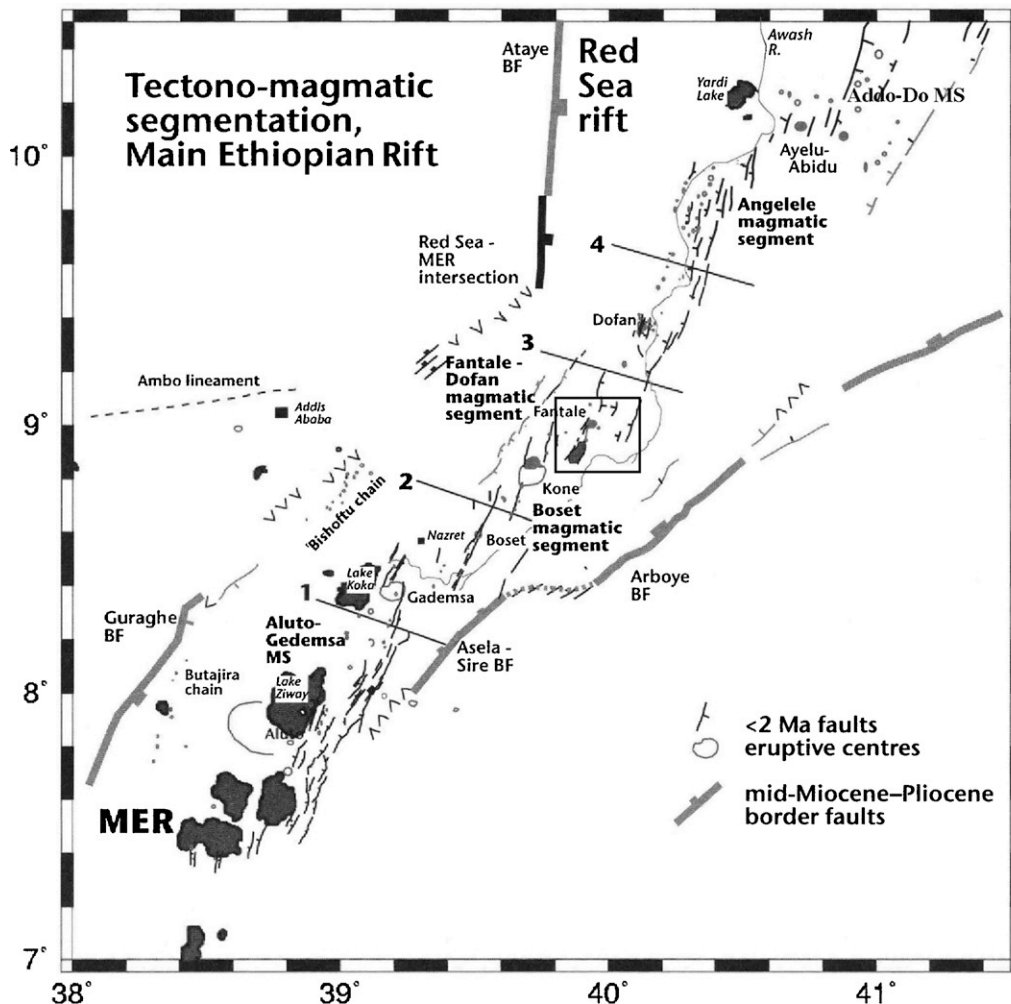 Tectono-magmatic
segmentation,
Main Ethiopian Rift
Ataye
BF
Red
Sea
rift
Awash
R.
Yardi
Lake
Addo-Do MS
Ayelu-
Abidu
10°
Angelele
magmatic
segment
Red Sea -
MER
intersection
4
Dofan
3
Fantale -
Dofan
magmatic
segment
Fantale
Ambo lineament
Addis
Ababa
9°
2
Kone
Bishoftu chain
Boset
magmatic
segment
Nazret
Boset
Arboye
BF
Lake
Koka
1
Gademsa
Guraghe
BF
Aluto-
Gedemsa
MS
Asela -
Sire BF
Butajira
chain
Lake
Ziway
8°
Aluto
<2 Ma faults
eruptive centres
mid-Miocene–Pliocene
border faults
MER
7°
38°
39°
40°
41°